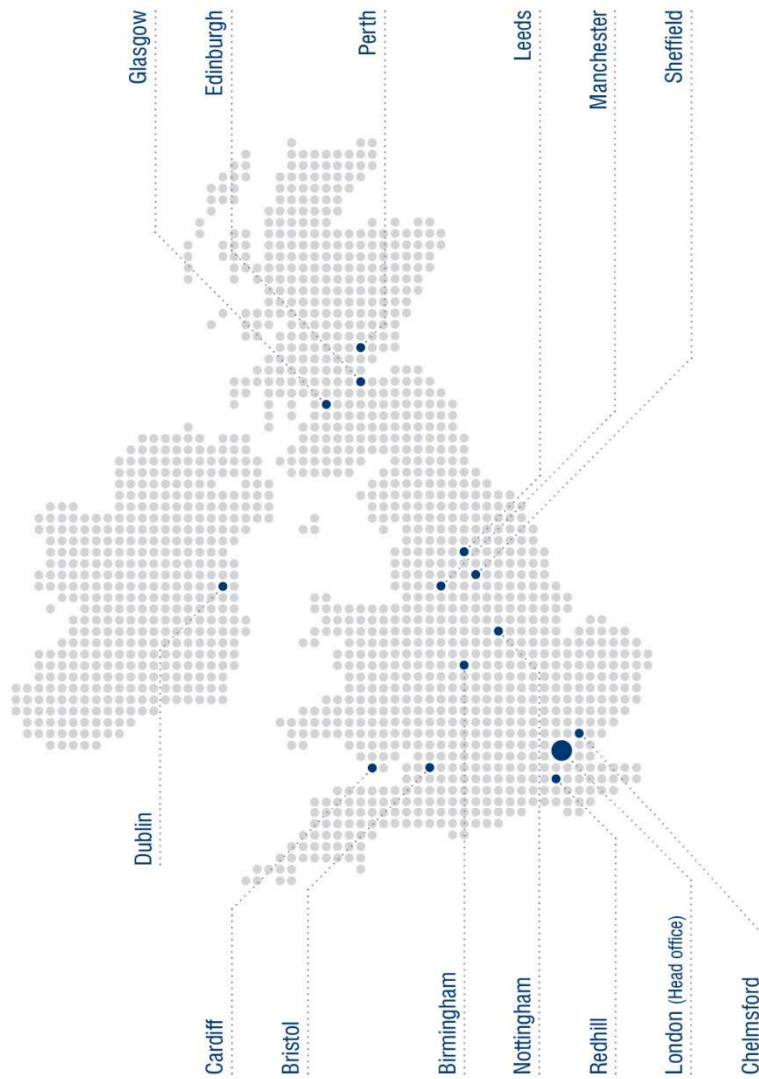 Glasgow
Edinburgh
Perth
Leeds
Manchester
Sheffield
Dublin
Cardiff
Bristol
Birmingham
Nottingham
Redhill
London (Head office)
Chelmsford